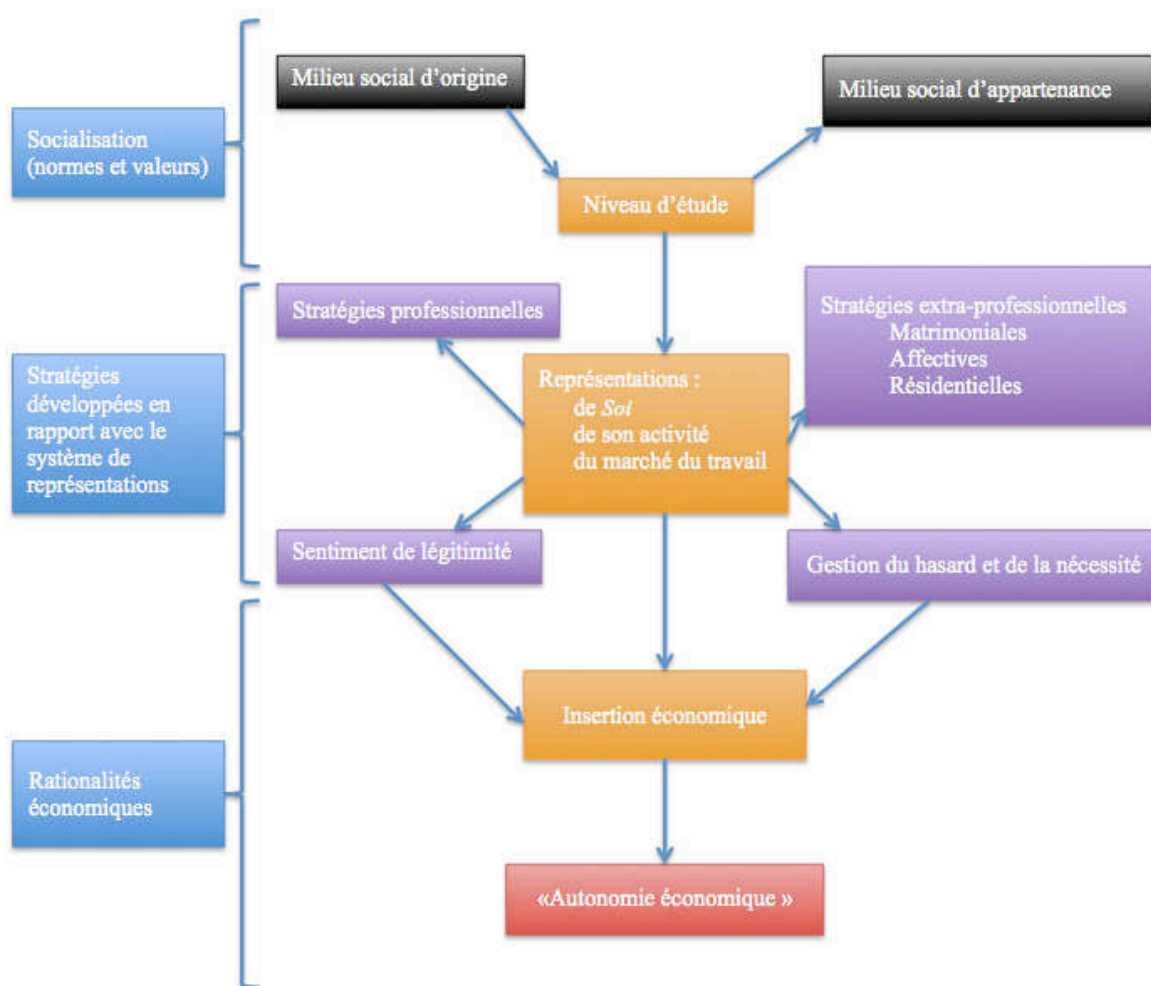 Milieu social d'origine
Milieu social d'appartenance
Socialisation
(normes et valeurs)
Niveau d'étude
Stratégies professionnelles
Stratégies extra-professionnelles
Matrimoniales
Affectives
Résidentielles
Stratégies
développées en
rapport avec le
système de
représentations
Représentations :
de Soi
de son activité
du marché du travail
Sentiment de légitimité
Gestion du hasard et de la nécessité
Insertion économique
Rationalités
économiques
«Autonomie économique »